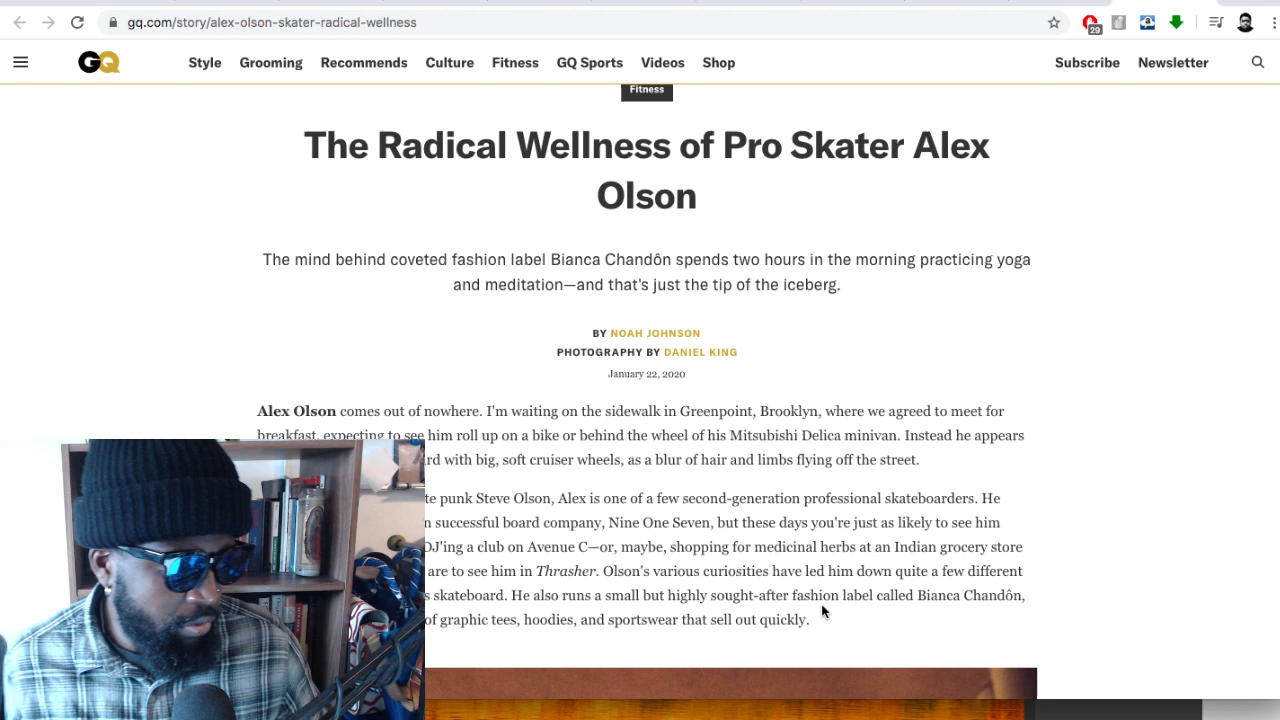 gq.com/story/alex-olson-skater-radical-wellness
29
GQ
Style Grooming Recommends Culture Fitness GQ Sports Videos Shop
Subscribe Newsletter
Fitness
The Radical Wellness of Pro Skater Alex
Olson
The mind behind coveted fashion label Bianca Chandôn spends two hours in the morning practicing yoga
and meditation—and that's just the tip of the iceberg.
BY NOAH JOHNSON
PHOTOGRAPHY BY DANIEL KING
January 22, 2020
Alex Olson comes out of nowhere. I'm waiting on the sidewalk in Greenpoint, Brooklyn, where we agreed to meet for
breakfast, expecting to see him roll up on a bike or behind the wheel of his Mitsubishi Delica minivan. Instead he appears
with big, soft cruiser wheels, as a blur of hair and limbs flying off the street.
punk Steve Olson, Alex is one of a few second-generation professional skateboarders. He
successful board company, Nine One Seven, but these days you're just as likely to see him
DJ'ing a club on Avenue C—or, maybe, shopping for medicinal herbs at an Indian grocery store
are to see him in Thrasher. Olson's various curiosities have led him down quite a few different
skateboard. He also runs a small but highly sought-after fashion label called Bianca Chandôn,
of graphic tees, hoodies, and sportswear that sell out quickly.